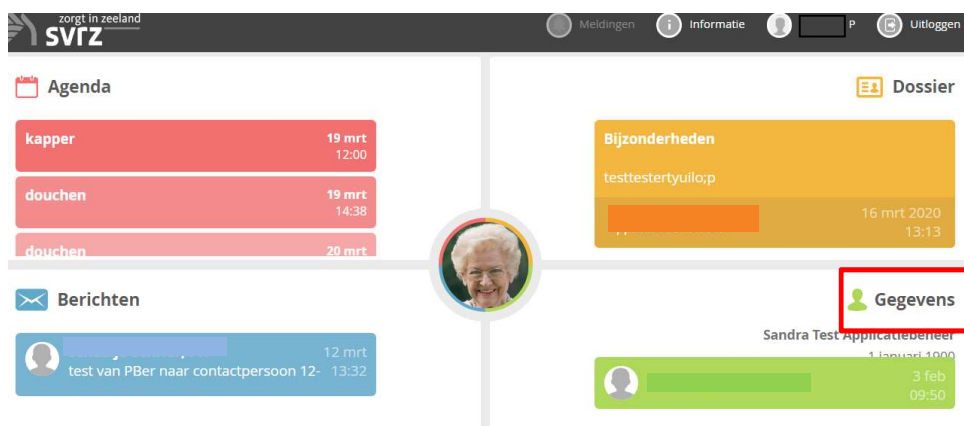 zorgt in zeeland
svrz
Meldingen
Informatie
P
Uitloggen
Agenda
kapper 19 mrt
12:00
douchen 19 mrt
14:38
douchen 20 mrt
Dossier
Bijzonderheden
testtestertyuilo;p
16 mrt 2020
13:13
Berichten
12 mrt
test van PBer naar contactpersoon 12- 13:32
Gegevens
Sandra Test Applicatiebeheer
1 januari 1900
3 feb
09:50